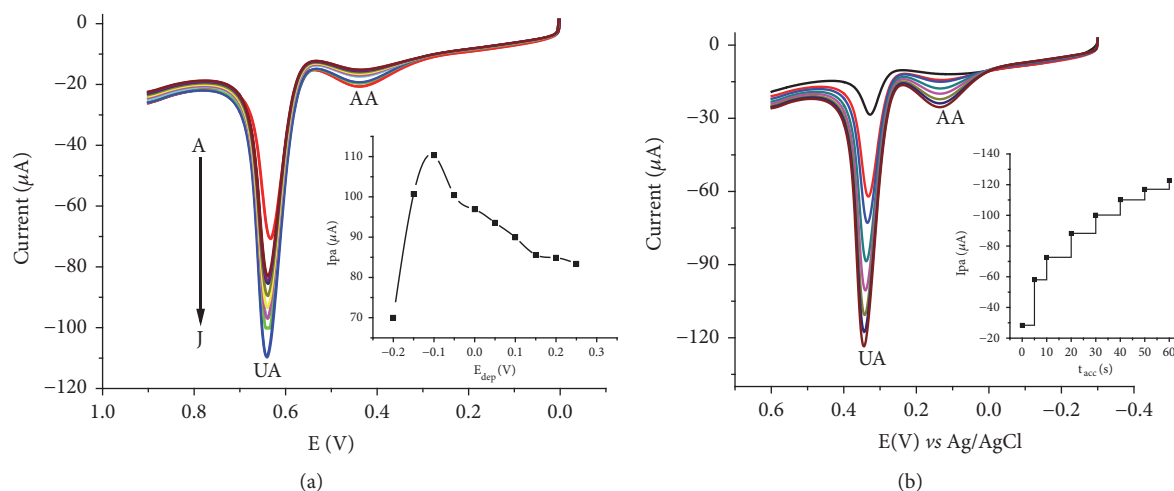 0
−20
−40
−60
−80
−100
−120
Current (μA)
1.0 0.8 0.6 0.4 0.2 0.0
E (V)
A
J
UA
AA
110
100
90
80
70
Ipa (μA)
−0.2 −0.1 0.0 0.1 0.2 0.3
E_dep (V)
(a)
0
−30
−60
−90
−120
Current (μA)
0.6 0.4 0.2 0.0 −0.2 −0.4
E(V) vs Ag/AgCl
UA
AA
−140
−120
−100
−80
−60
−40
−20
Ipa (μA)
0 10 20 30 40 50 60
t_acc (s)
(b)